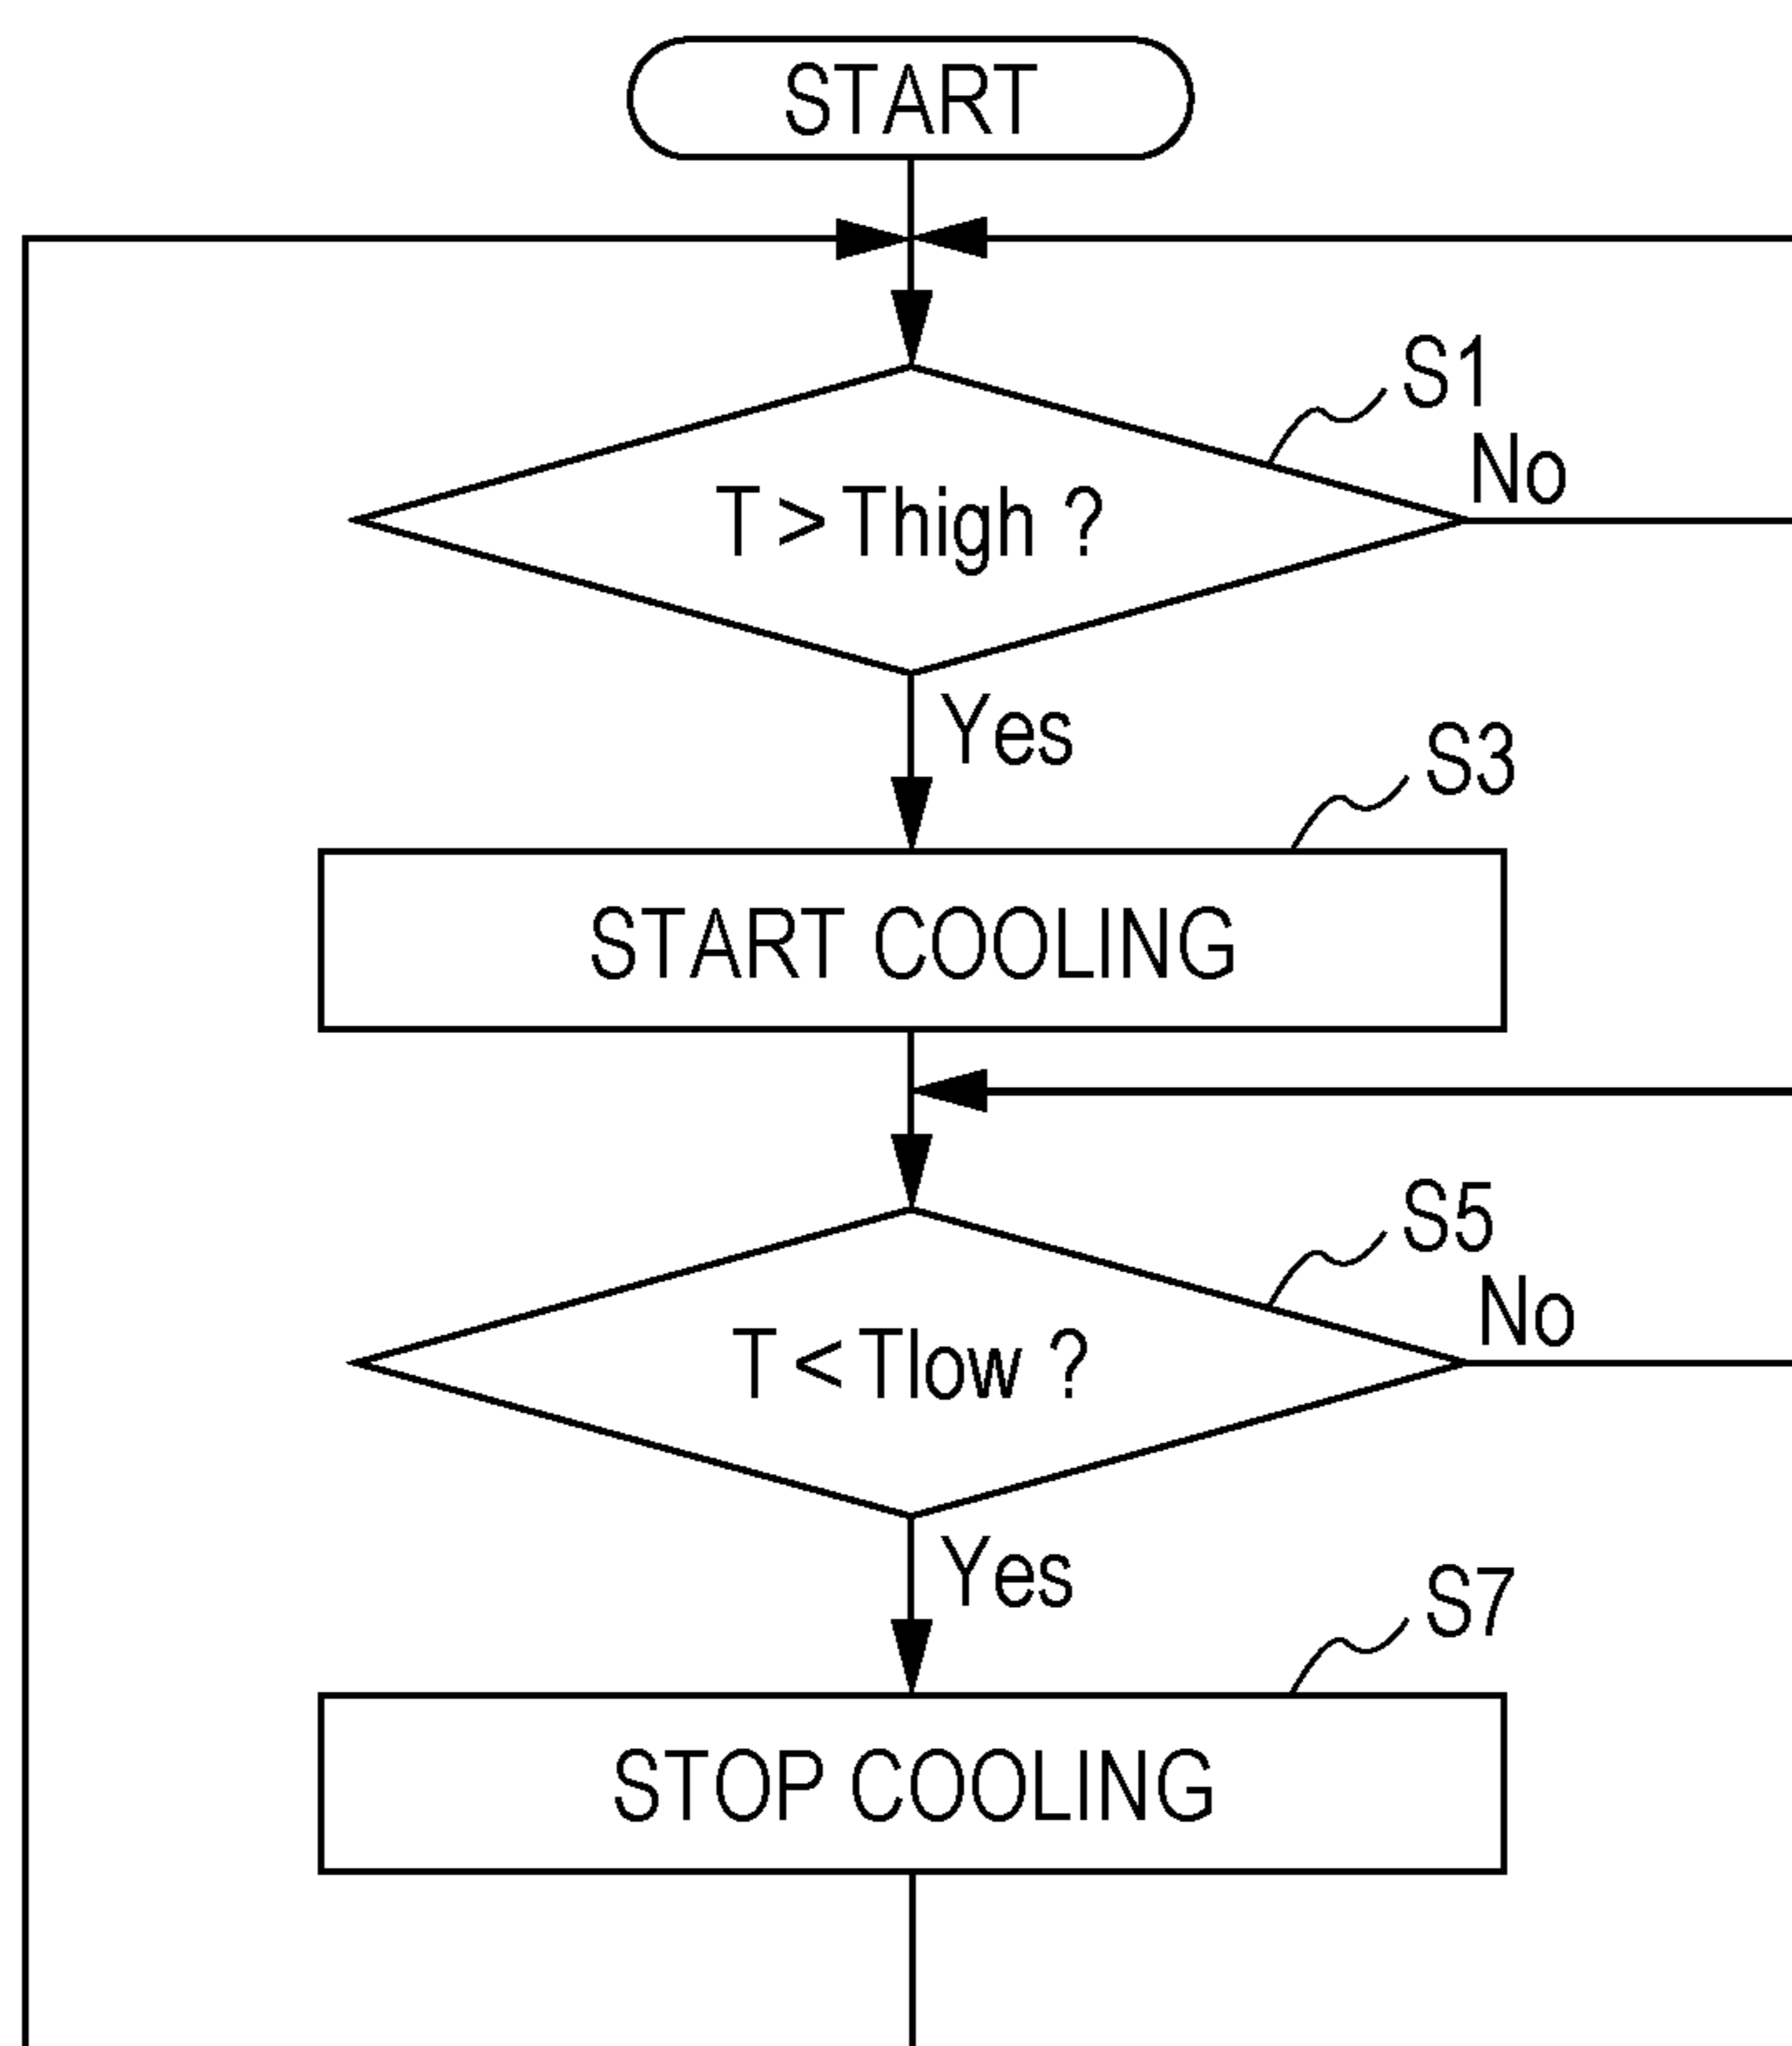 START
S1
No
T > Thigh ?
Yes
S3
START COOLING
S5
No
T < Tlow ?
Yes
S7
STOP COOLING